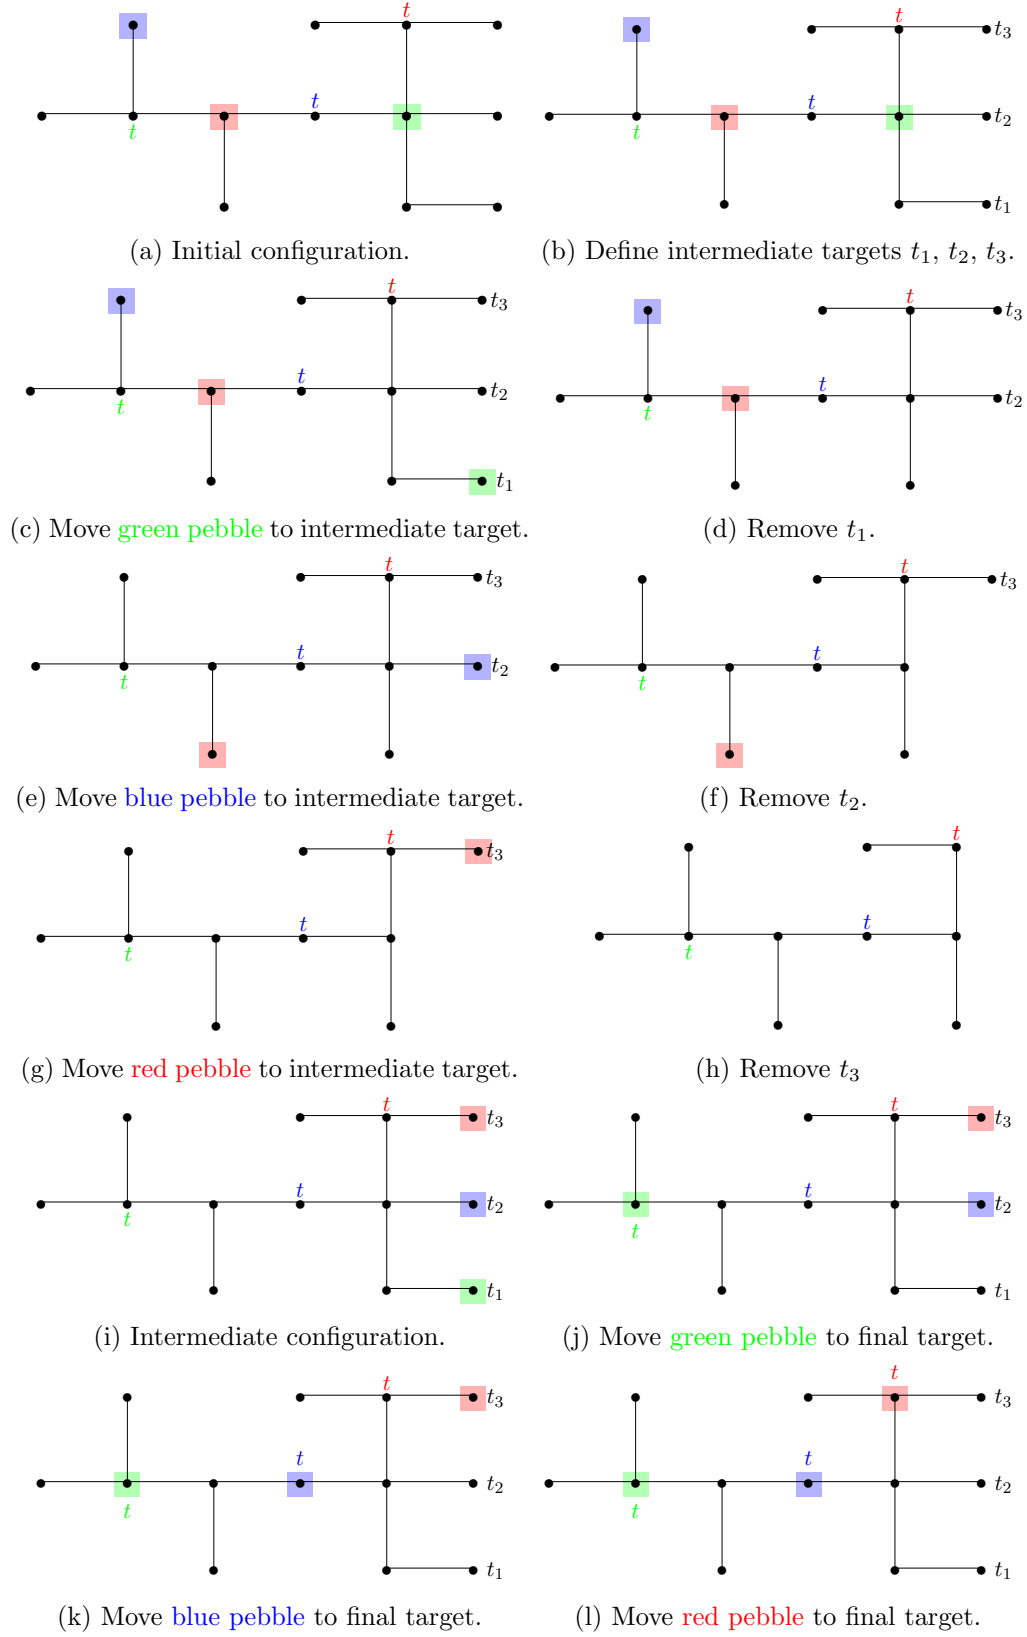 t t
t t₃
t t
t t t₂
t₁
(a) Initial configuration. (b) Define intermediate targets t₁, t₂, t₃.
t t
t₃ t₃
t t
t t₂ t t₂
t₁
(c) Move green pebble to intermediate target. (d) Remove t₁.
t t
t₃ t₃
t t
t t₂ t
(e) Move blue pebble to intermediate target. (f) Remove t₂.
t t
t₃
t t
t t
(g) Move red pebble to intermediate target. (h) Remove t₃
t t
t₃ t₃
t t
t t₂ t t₂
t₁ t₁
(i) Intermediate configuration. (j) Move green pebble to final target.
t t
t₃ t₃
t t
t t₂ t t₂
t₁ t₁
(k) Move blue pebble to final target. (l) Move red pebble to final target.